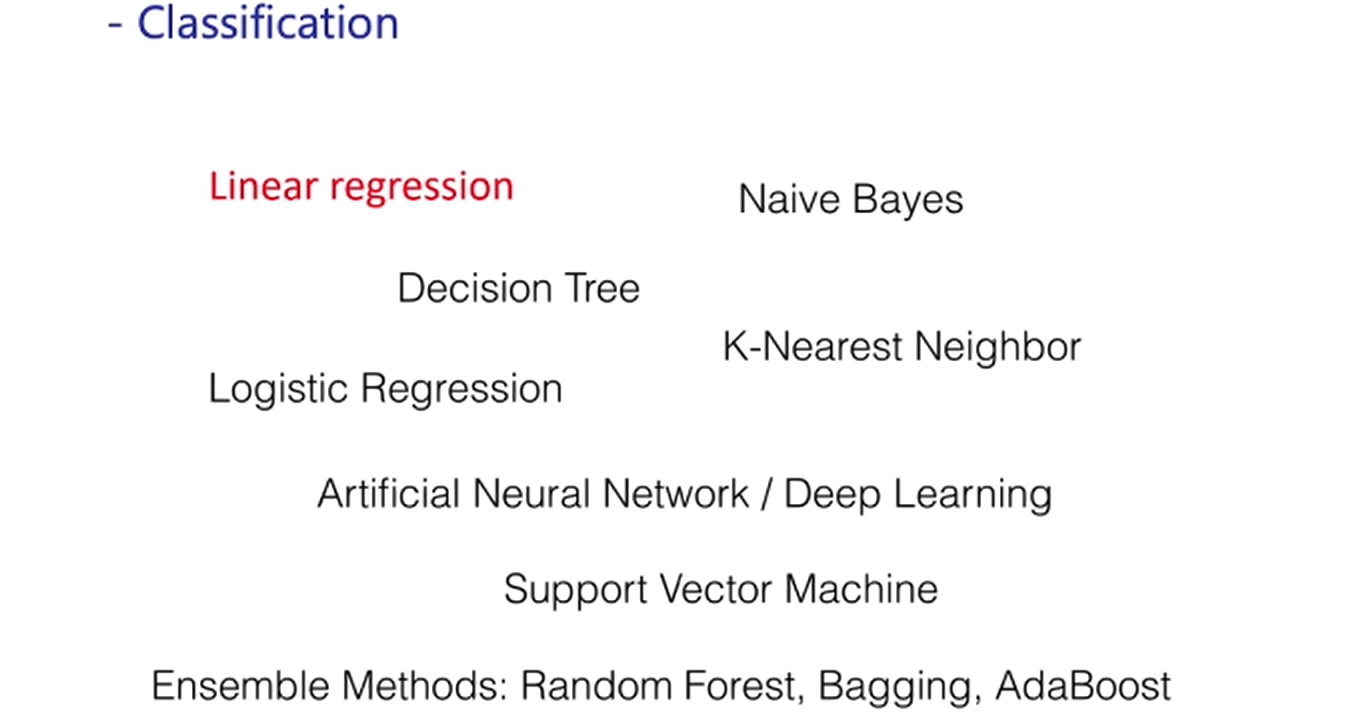 - Classification
Linear regression
Naive Bayes
Decision Tree
K-Nearest Neighbor
Logistic Regression
Artificial Neural Network / Deep Learning
Support Vector Machine
Ensemble Methods: Random Forest, Bagging, AdaBoost